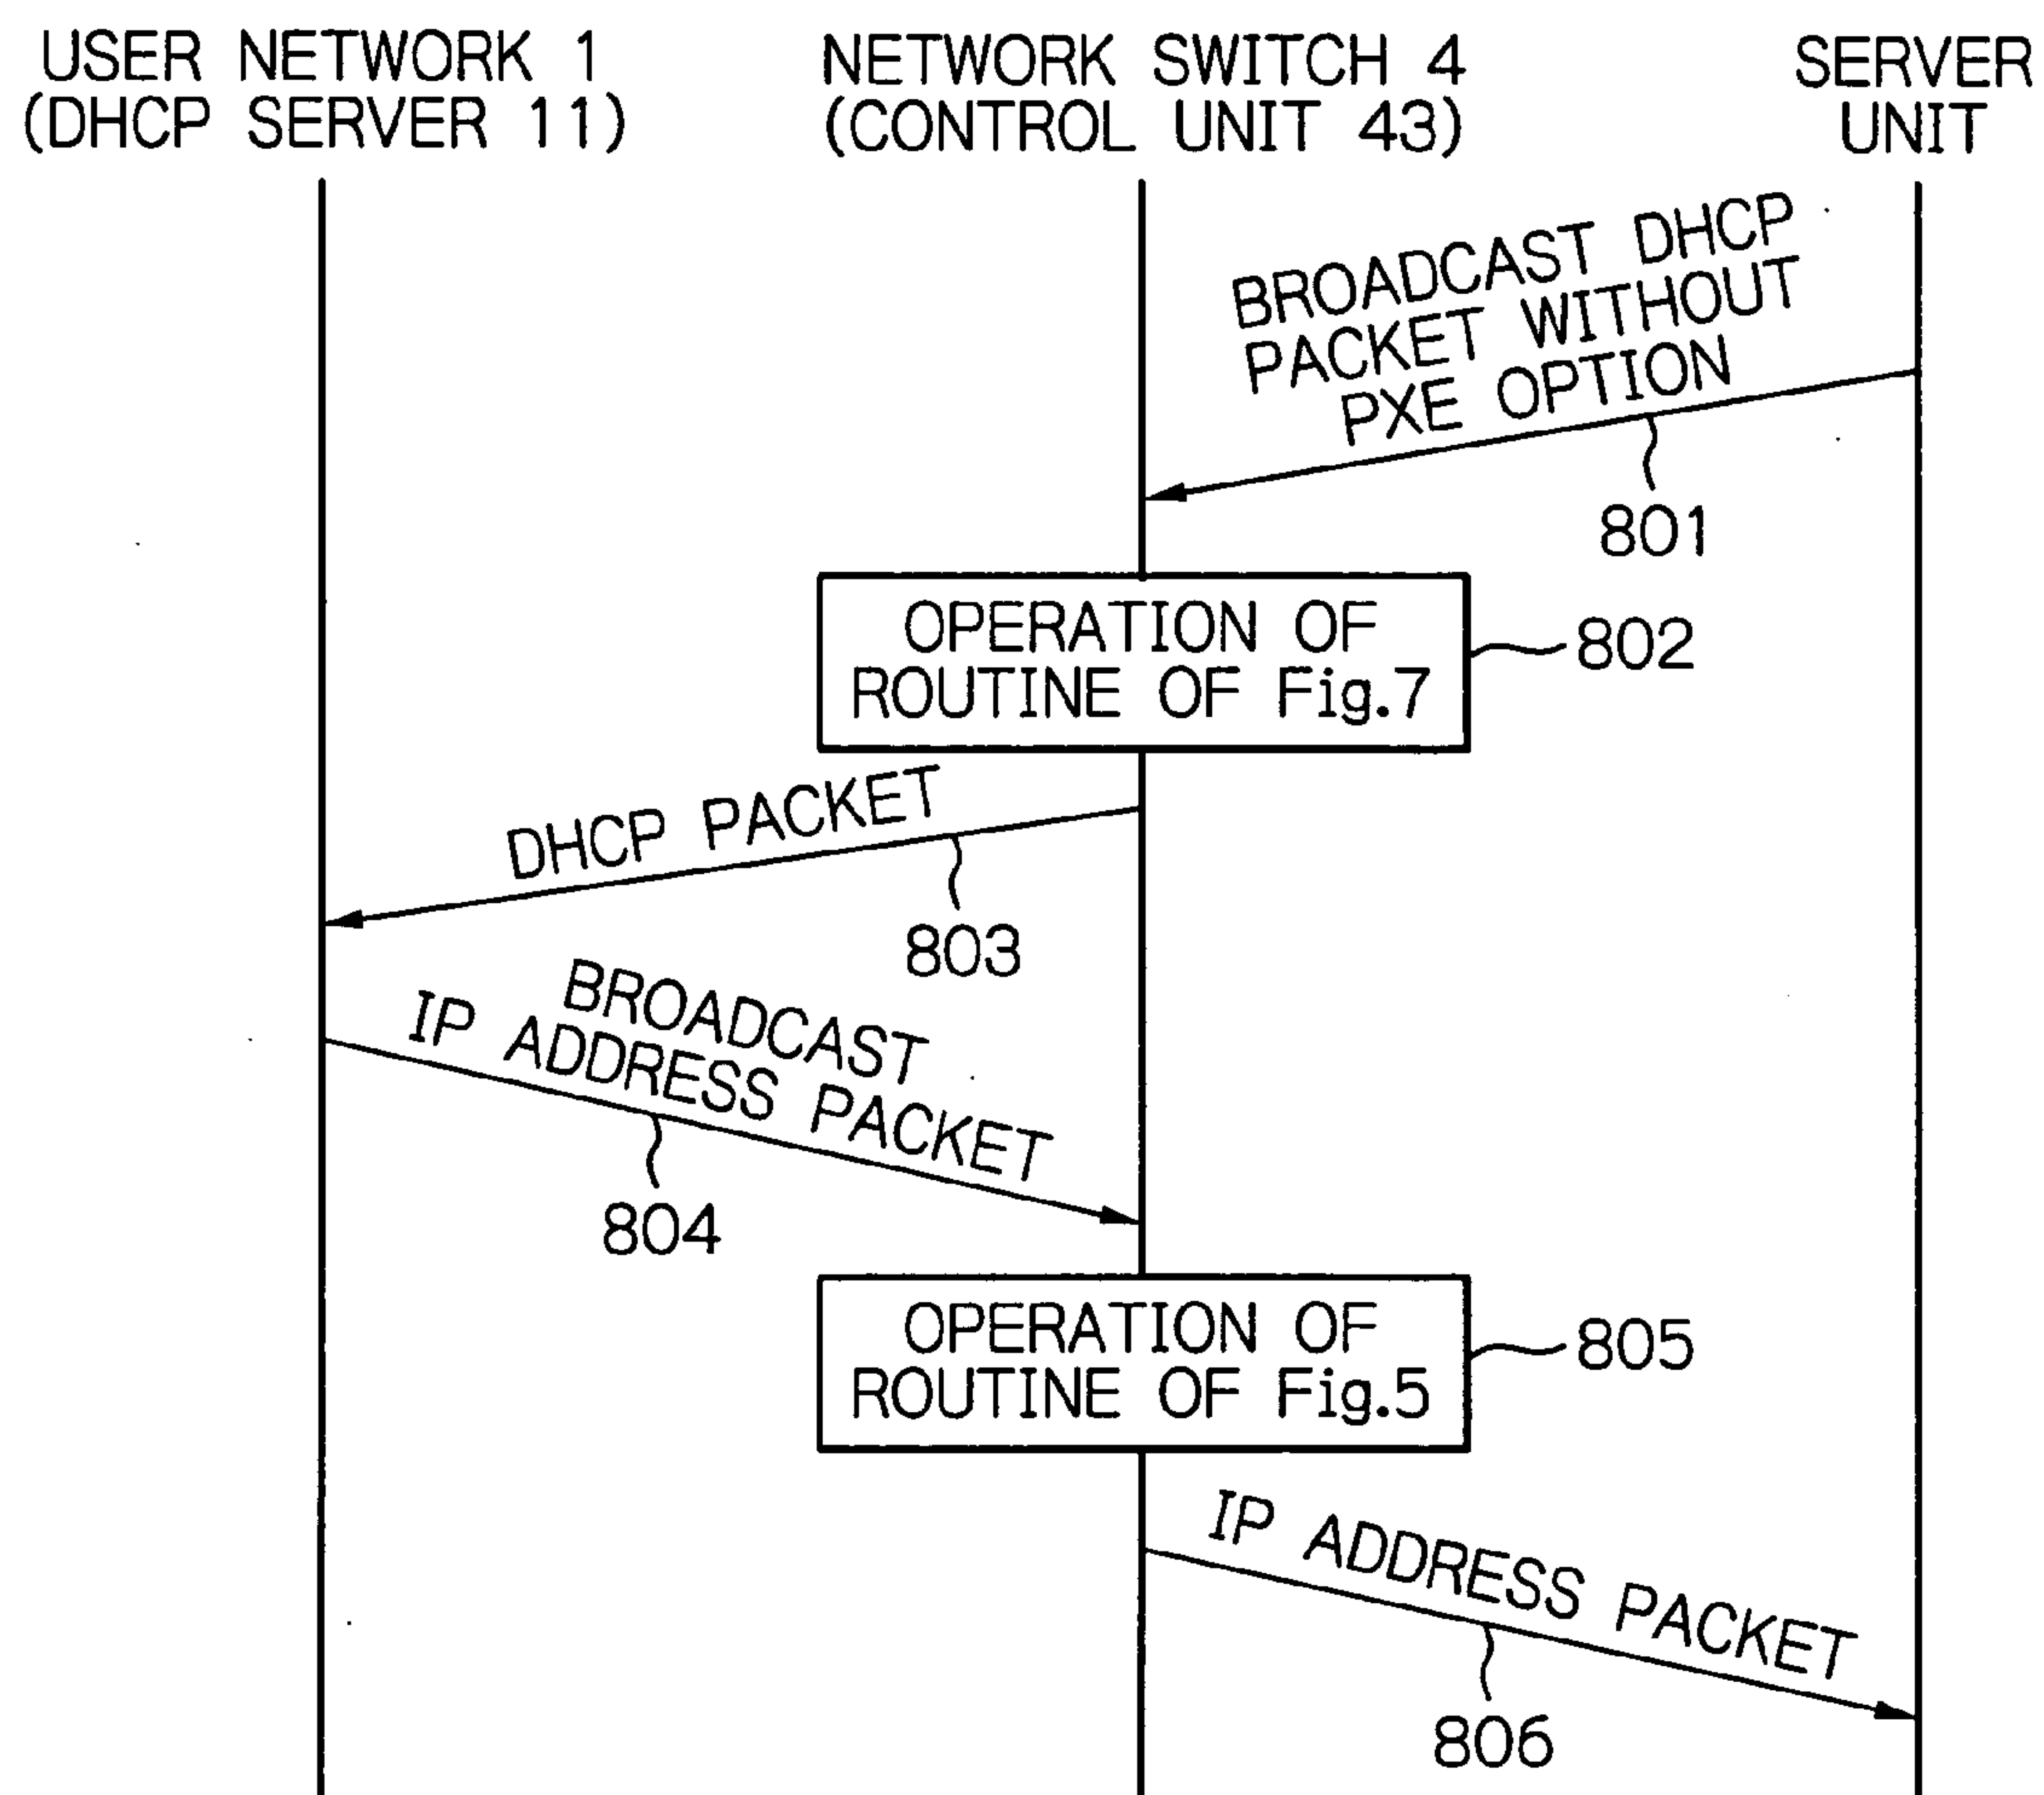 USER NETWORK 1
(DHCP SERVER 11)
NETWORK SWITCH 4
(CONTROL UNIT 43)
SERVER
UNIT
BROADCAST DHCP
PACKET WITHOUT
PXE OPTION
801
OPERATION OF
ROUTINE OF Fig.7
802
DHCP PACKET
803
BROADCAST
IP ADDRESS PACKET
804
OPERATION OF
ROUTINE OF Fig.5
805
IP ADDRESS PACKET
806